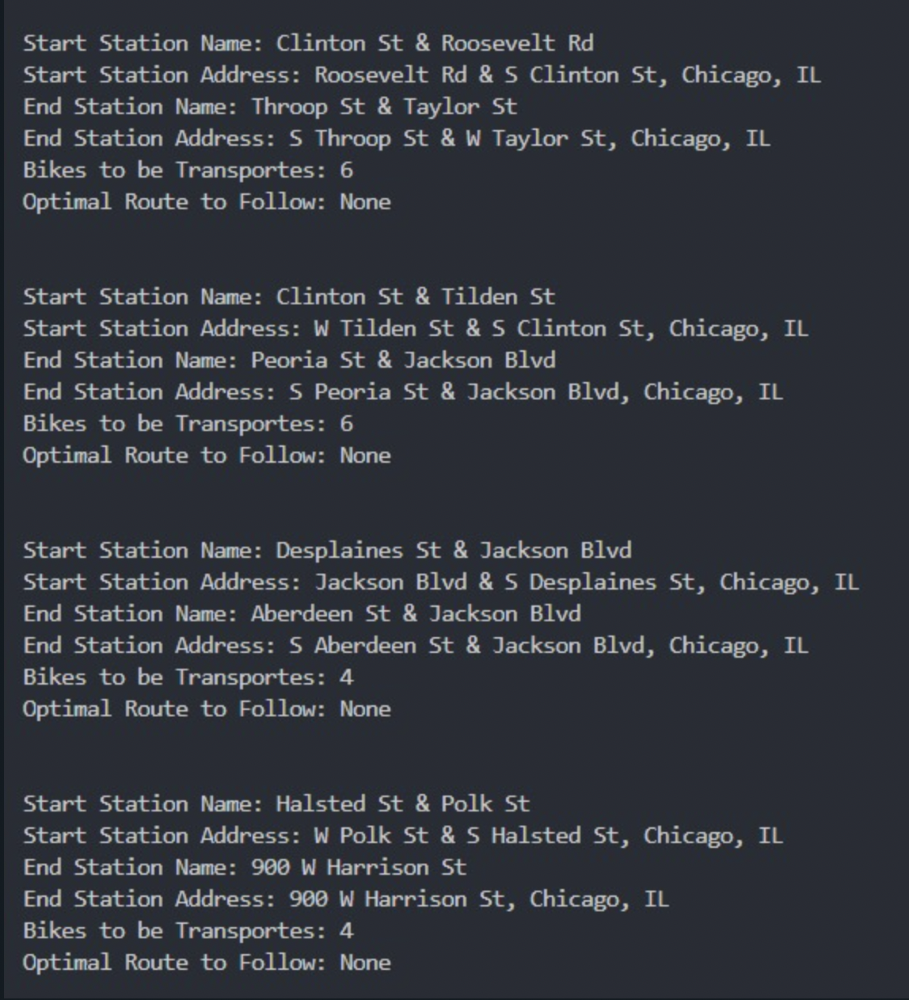 Start Station Name: Clinton St & Roosevelt Rd
Start Station Address: Roosevelt Rd & S Clinton St, Chicago, IL
End Station Name: Throop St & Taylor St
End Station Address: S Throop St & W Taylor St, Chicago, IL
Bikes to be Transportes: 6
Optimal Route to Follow: None
Start Station Name: Clinton St & Tilden St
Start Station Address: W Tilden St & S Clinton St, Chicago, IL
End Station Name: Peoria St & Jackson Blvd
End Station Address: S Peoria St & Jackson Blvd, Chicago, IL
Bikes to be Transportes: 6
Optimal Route to Follow: None
Start Station Name: Desplaines St & Jackson Blvd
Start Station Address: Jackson Blvd & S Desplaines St, Chicago, IL
End Station Name: Aberdeen St & Jackson Blvd
End Station Address: S Aberdeen St & Jackson Blvd, Chicago, IL
Bikes to be Transportes: 4
Optimal Route to Follow: None
Start Station Name: Halsted St & Polk St
Start Station Address: W Polk St & S Halsted St, Chicago, IL
End Station Name: 900 W Harrison St
End Station Address: 900 W Harrison St, Chicago, IL
Bikes to be Transportes: 4
Optimal Route to Follow: None